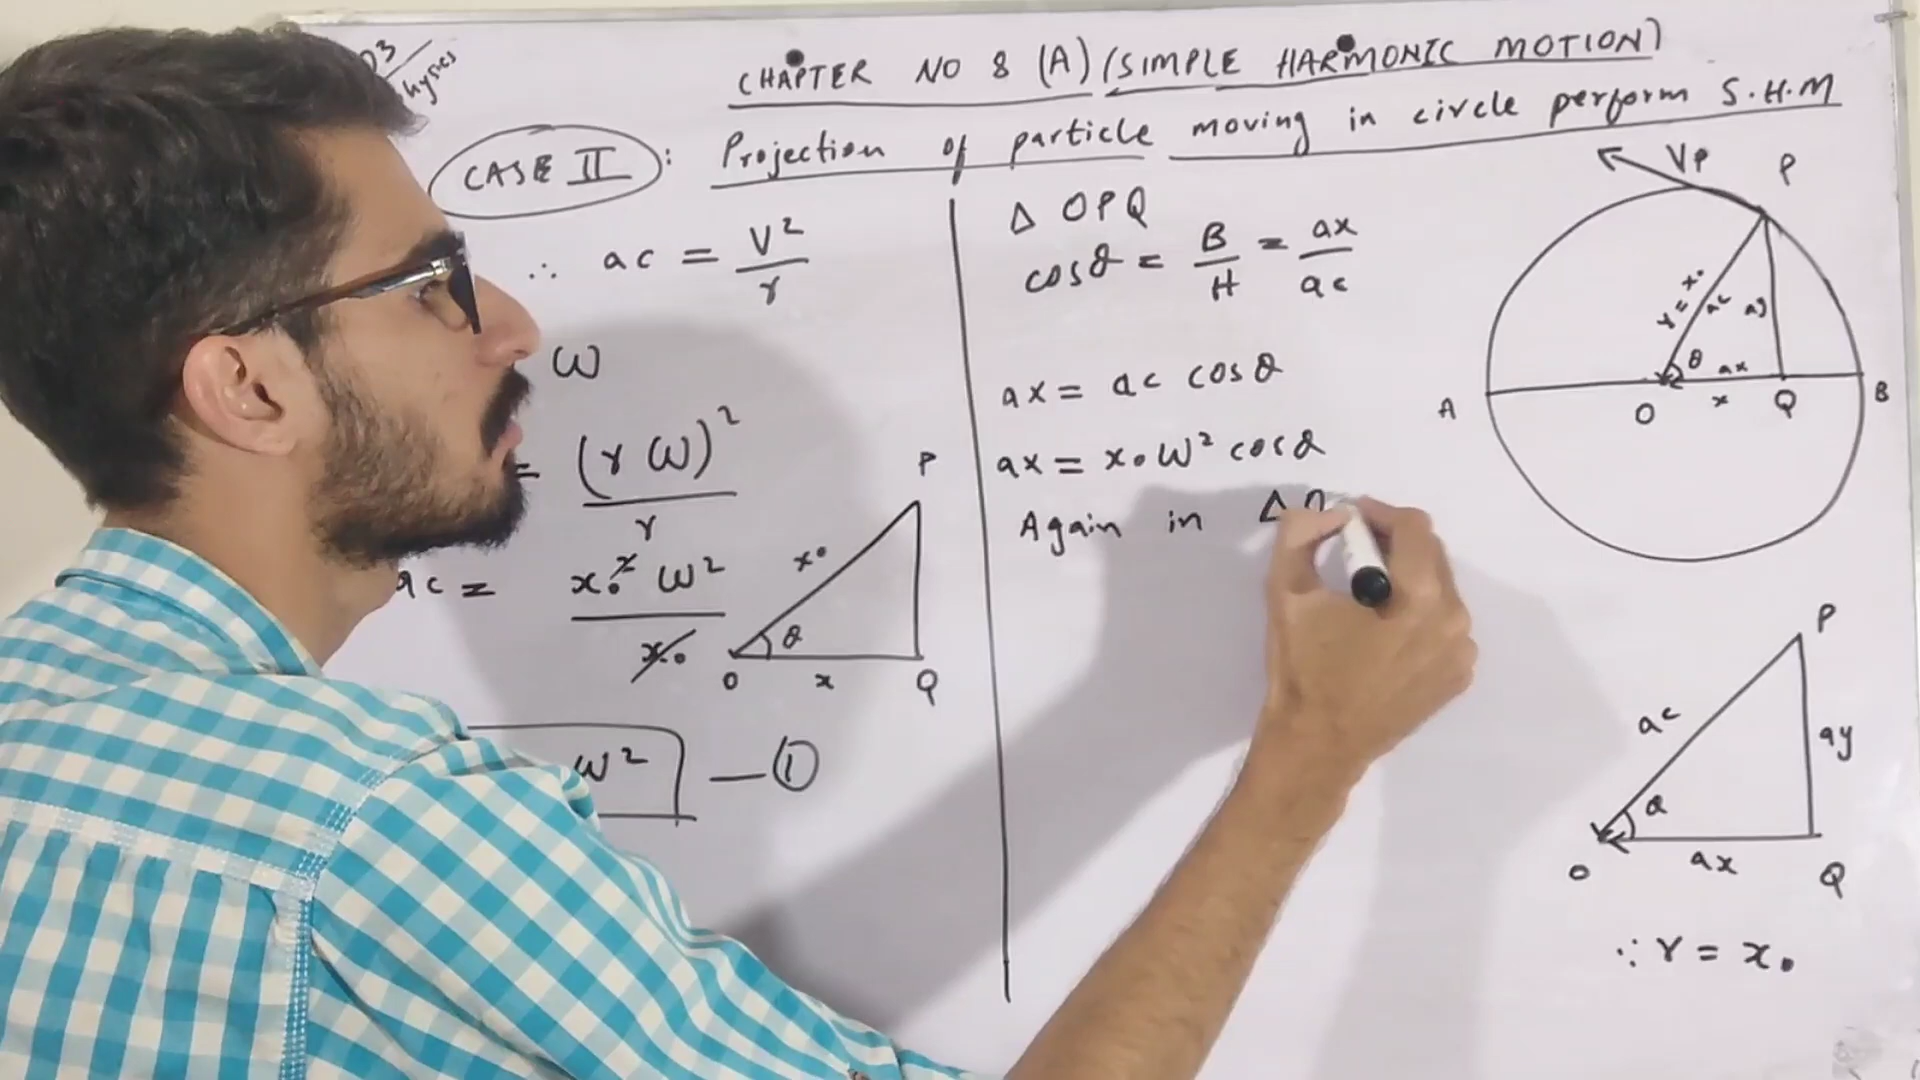 CHAPTER NO 8 (A) (SIMPLE HARMONIC MOTION)
CASE II : Projection of particle moving in circle perform S.H.M
∴ ac = V² / r
ω
= (r ω)² / r
ac = x₀² ω² / x₀
ω² — ①
P
x₀
θ
O x Q
Δ OPQ
cosθ = B / H = ax / ac
ax = ac cosθ
ax = x₀ ω² cosθ
Again in Δ
VP P
r = x₀
ac ay
θ ax
A O x Q B
P
ac ay
θ
O ax Q
∵ r = x₀